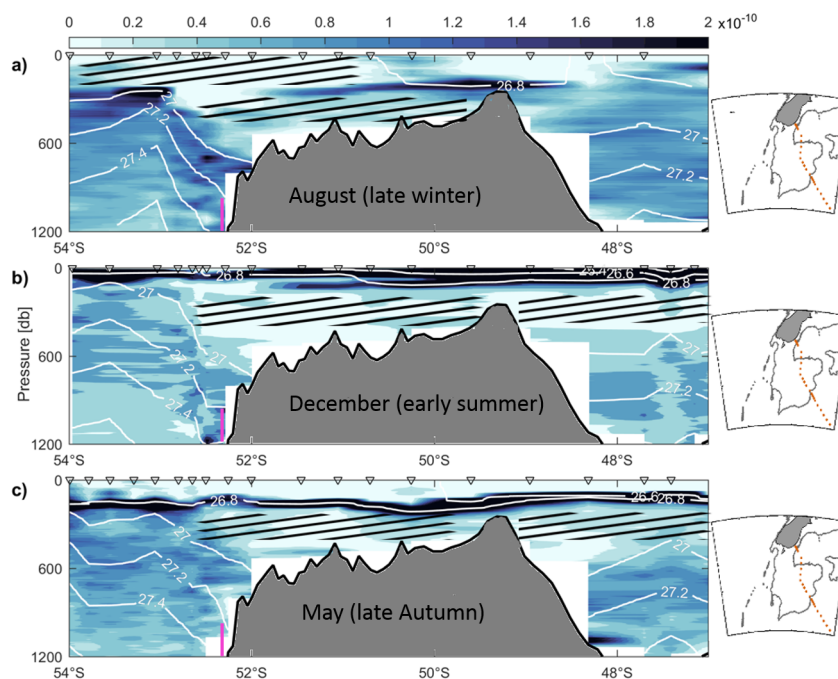 0 0.2 0.4 0.6 0.8 1 1.2 1.4 1.6 1.8 2 x10⁻¹⁰
a)
0
600
1200
26.8
27
27.2
27.4
27
27.2
August (late winter)
54°S 52°S 50°S 48°S
b)
Pressure [db]
0
600
1200
26.8
26.6
26.8
27
27.2
27.4
27
27.2
December (early summer)
54°S 52°S 50°S 48°S
c)
0
600
1200
26.8
26.6
26.8
27
27.2
27.4
27.2
May (late Autumn)
54°S 52°S 50°S 48°S